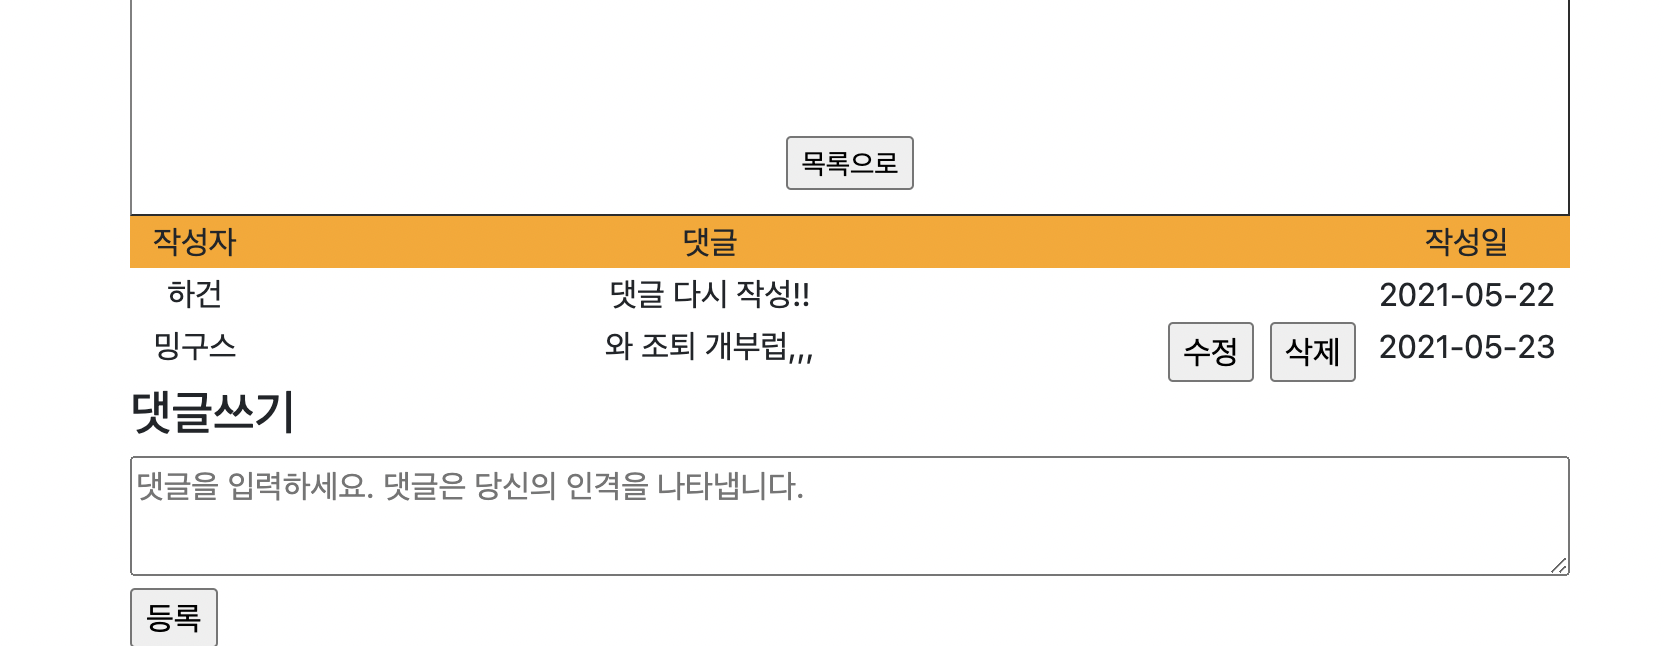 목록으로
작성자 댓글 작성일
하건 댓글 다시 작성!! 2021-05-22
밍구스 와 조퇴 개부럽,,, 수정 삭제 2021-05-23
댓글쓰기
댓글을 입력하세요. 댓글은 당신의 인격을 나타냅니다.
등록